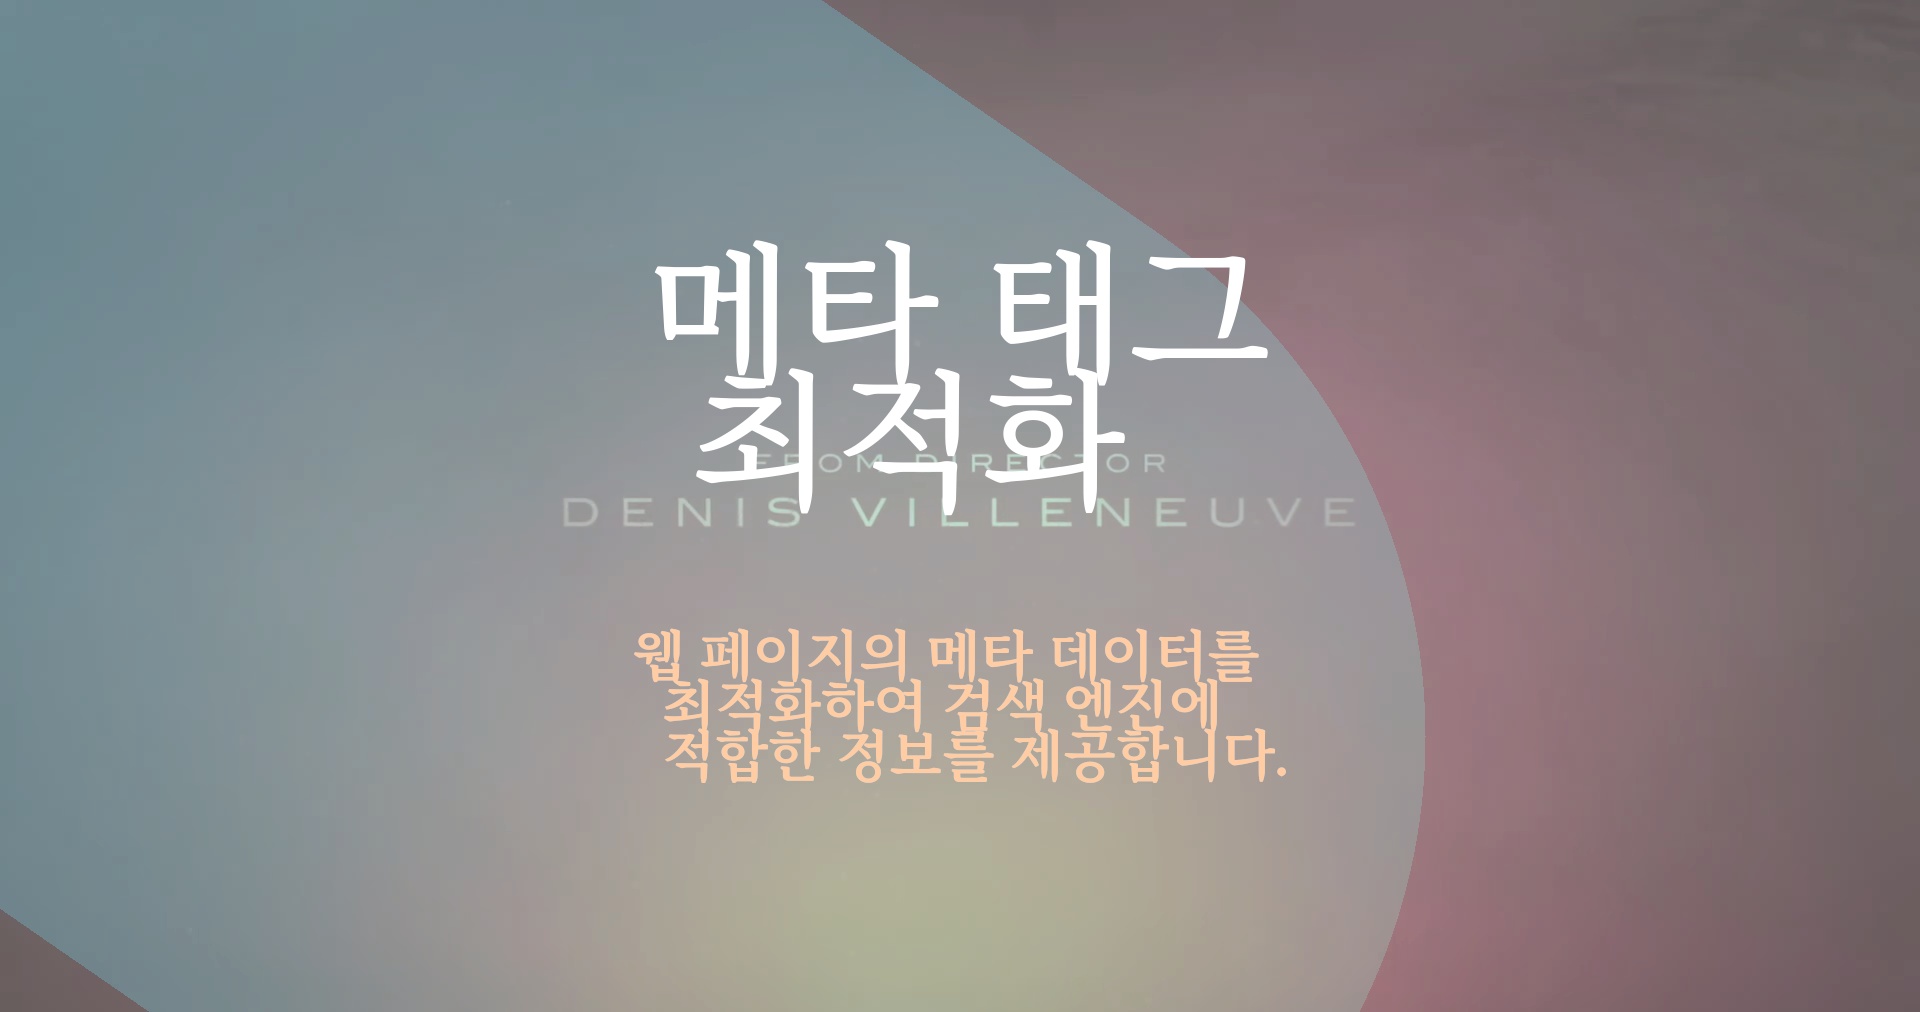 메타 태그
최적화
FROM DIRECTOR
DENIS VILLENEUVE
웹 페이지의 메타 데이터를
최적화하여 검색 엔진에
적합한 정보를 제공합니다.